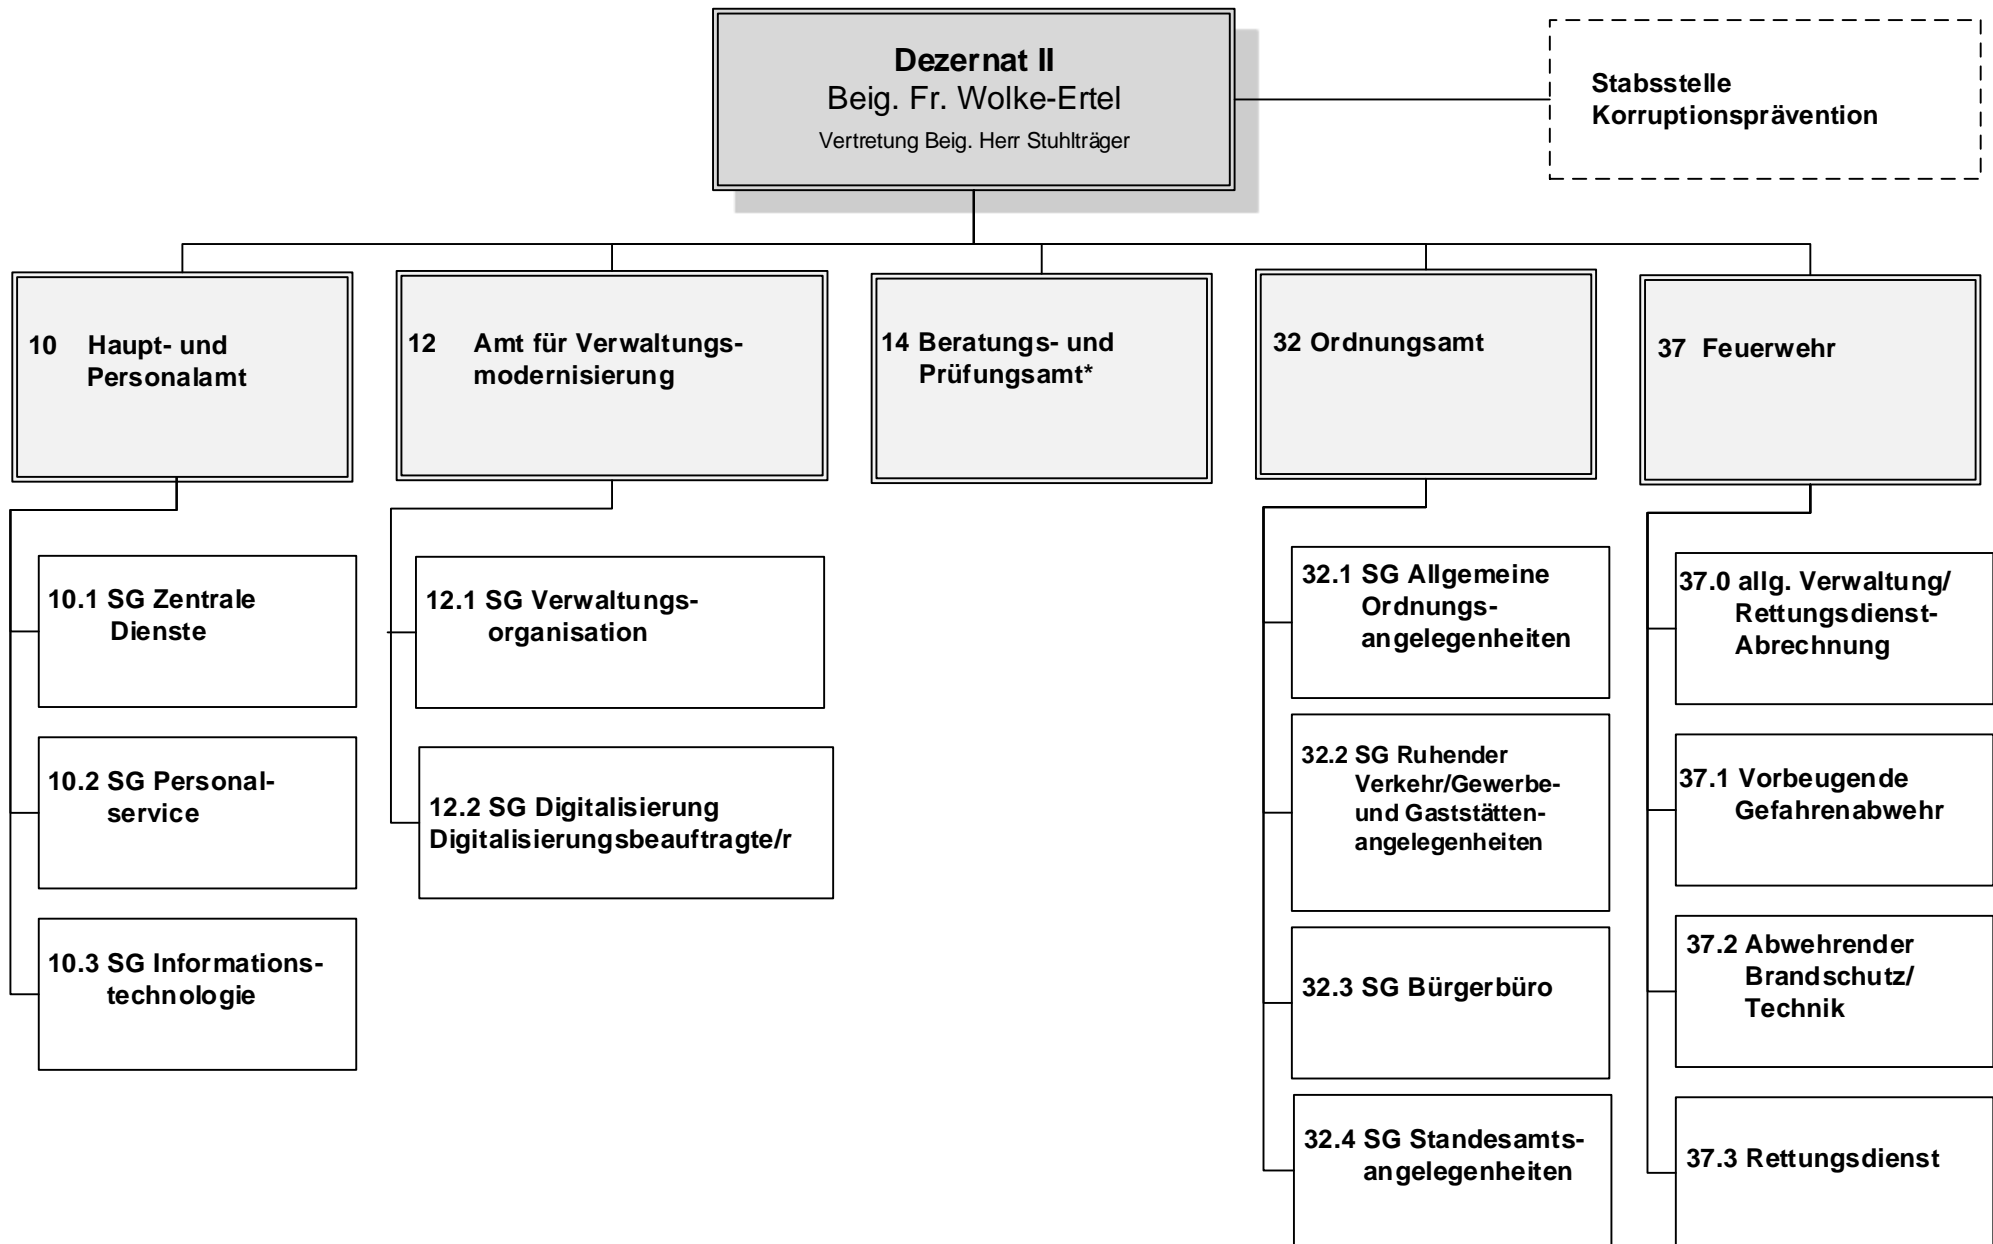 Dezernat II
Beig. Fr. Wolke-Ertel
Vertretung Beig. Herr Stuhlträger
Stabsstelle
Korruptionsprävention
10 Haupt- und
Personalamt
12 Amt für Verwaltungs-
modernisierung
14 Beratungs- und
Prüfungsamt*
32 Ordnungsamt
37 Feuerwehr
10.1 SG Zentrale
Dienste
10.2 SG Personal-
service
10.3 SG Informations-
technologie
12.1 SG Verwaltungs-
organisation
12.2 SG Digitalisierung
Digitalisierungsbeauftragte/r
32.1 SG Allgemeine
Ordnungs-
angelegenheiten
32.2 SG Ruhender
Verkehr/Gewerbe-
und Gaststätten-
angelegenheiten
32.3 SG Bürgerbüro
32.4 SG Standesamts-
angelegenheiten
37.0 allg. Verwaltung/
Rettungsdienst-
Abrechnung
37.1 Vorbeugende
Gefahrenabwehr
37.2 Abwehrender
Brandschutz/
Technik
37.3 Rettungsdienst